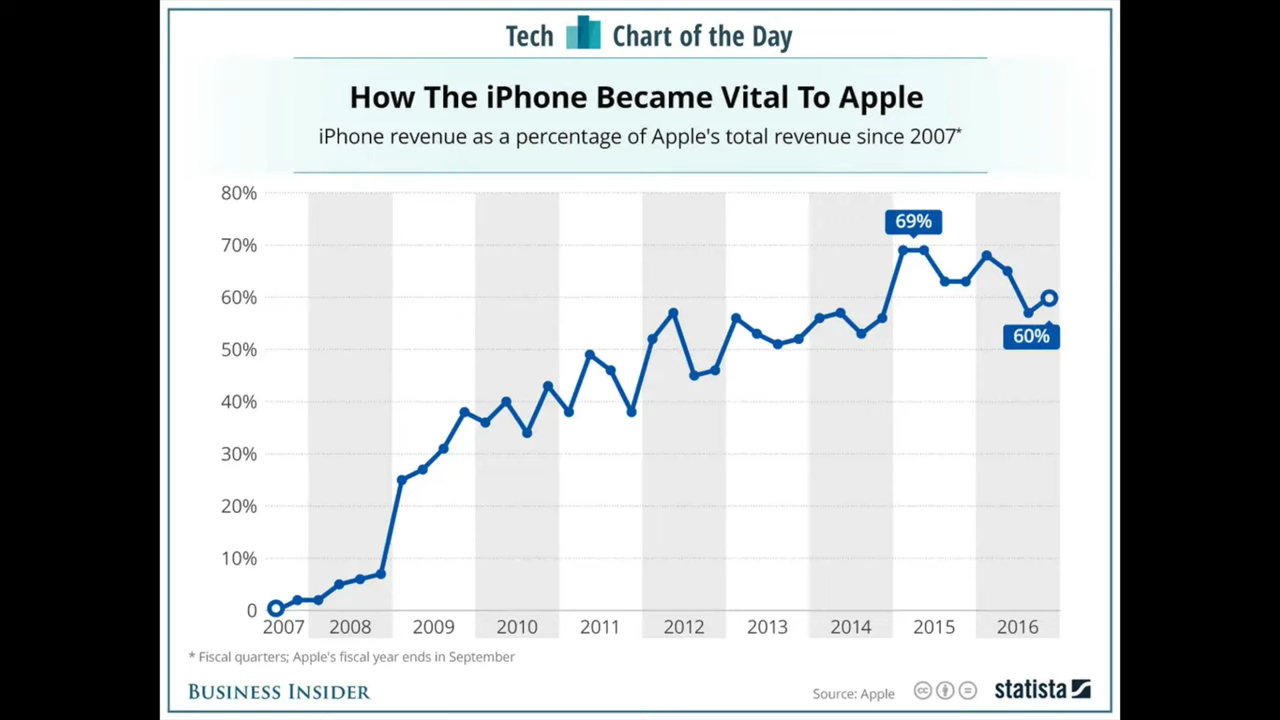 Tech Chart of the Day
How The iPhone Became Vital To Apple
iPhone revenue as a percentage of Apple's total revenue since 2007*
80%
70%
60%
50%
40%
30%
20%
10%
0
69%
60%
2007 2008 2009 2010 2011 2012 2013 2014 2015 2016
* Fiscal quarters; Apple's fiscal year ends in September
BUSINESS INSIDER
Source: Apple
cc
statista